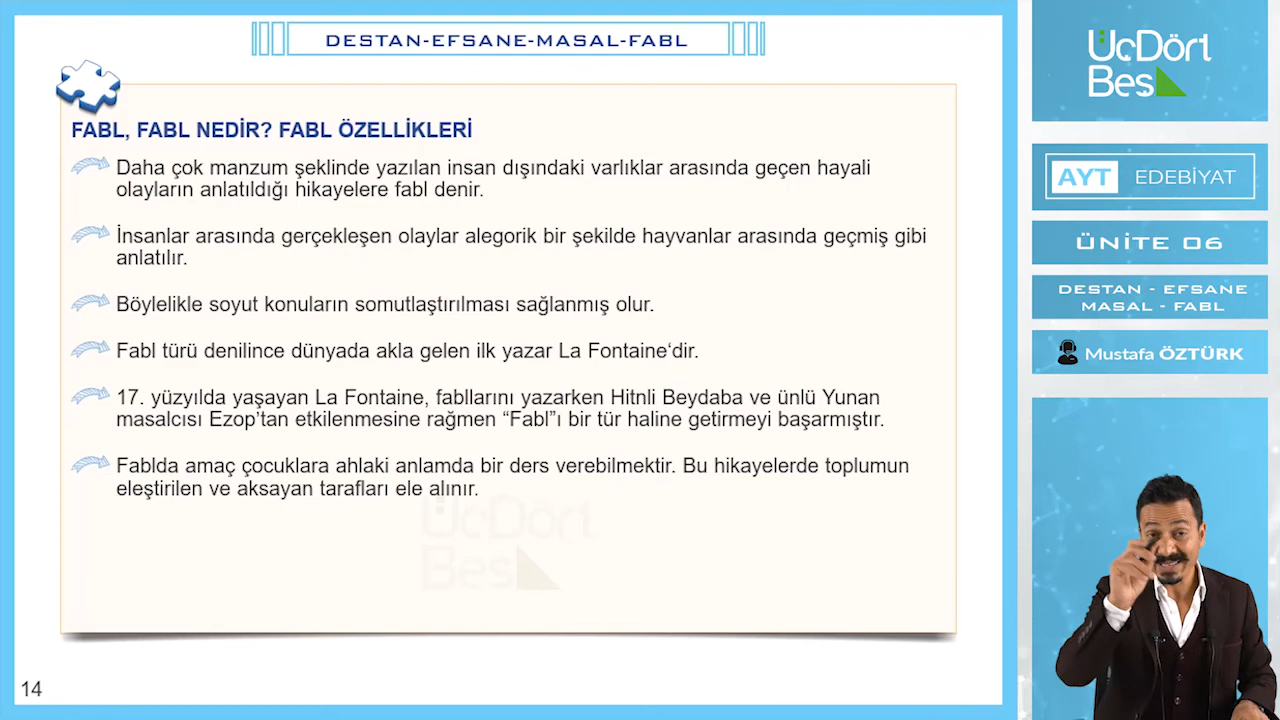 DESTAN-EFSANE-MASAL-FABL
FABL, FABL NEDİR? FABL ÖZELLİKLERİ
Daha çok manzum şeklinde yazılan insan dışındaki varlıklar arasında geçen hayali
olayların anlatıldığı hikayelere fabl denir.
İnsanlar arasında gerçekleşen olaylar alegorik bir şekilde hayvanlar arasında geçmiş gibi
anlatılır.
Böylelikle soyut konuların somutlaştırılması sağlanmış olur.
Fabl türü denilince dünyada akla gelen ilk yazar La Fontaine‘dir.
17. yüzyılda yaşayan La Fontaine, fabllarını yazarken Hitnli Beydaba ve ünlü Yunan
masalcısı Ezop’tan etkilenmesine rağmen “Fabl”ı bir tür haline getirmeyi başarmıştır.
Fablda amaç çocuklara ahlaki anlamda bir ders verebilmektir. Bu hikayelerde toplumun
eleştirilen ve aksayan tarafları ele alınır.
ÜçDört
Beş
14
ÜçDört
Beş
AYT EDEBİYAT
ÜNİTE 06
DESTAN - EFSANE
MASAL - FABL
Mustafa ÖZTÜRK